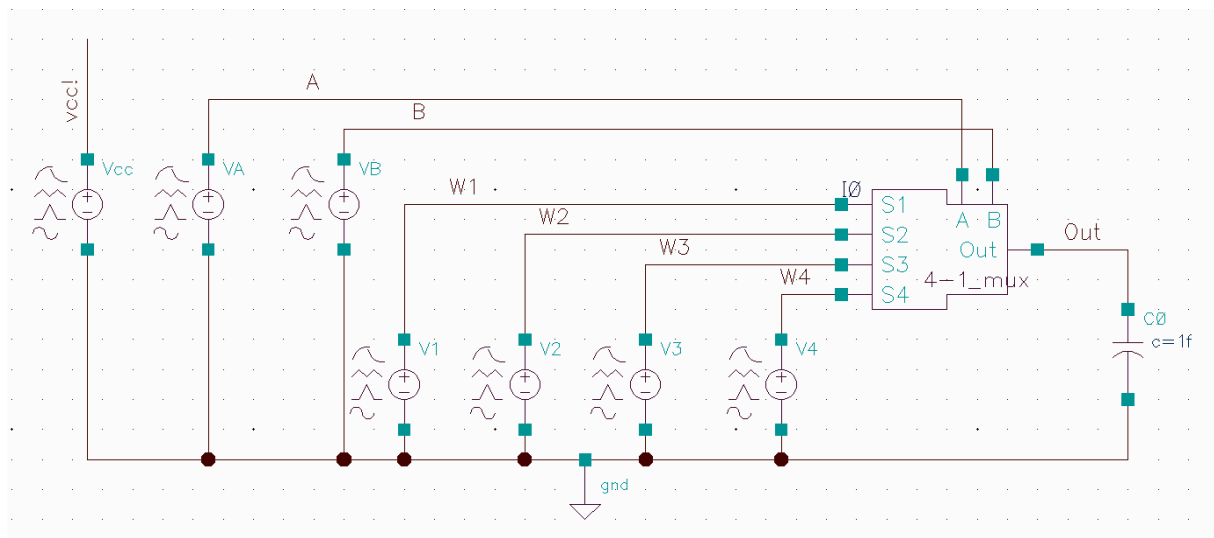 vcc!
A
B
Vcc
VA
VB
W1
W2
W3
W4
I0
S1
S2
S3
S4
A B
Out
4-1_mux
Out
V1
V2
V3
V4
C0
c=1f
gnd